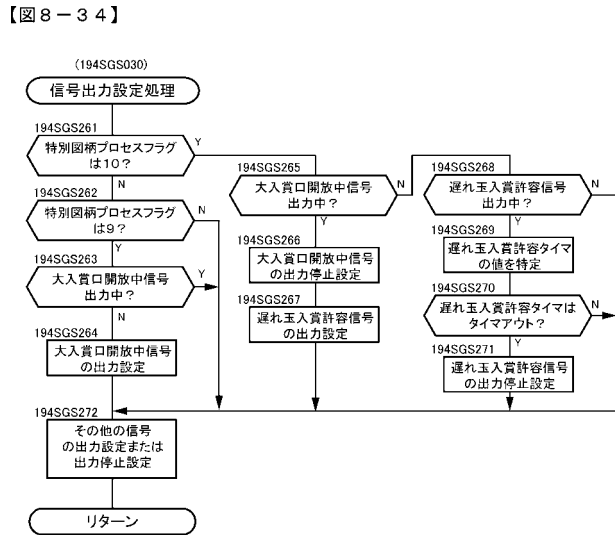 【図８－３４】
(194SGS030)
信号出力設定処理
194SGS261
特別図柄プロセスフラグ
は10？
Y
N
194SGS262
特別図柄プロセスフラグ
は9？
N
Y
194SGS263
大入賞口開放中信号
出力中？
Y
N
194SGS264
大入賞口開放中信号
の出力設定
194SGS265
大入賞口開放中信号
出力中？
N
Y
194SGS266
大入賞口開放中信号
の出力停止設定
194SGS267
遅れ玉入賞許容信号
の出力設定
194SGS268
遅れ玉入賞許容信号
出力中？
N
Y
194SGS269
遅れ玉入賞許容タイマ
の値を特定
194SGS270
遅れ玉入賞許容タイマは
タイマアウト？
N
Y
194SGS271
遅れ玉入賞許容信号
の出力停止設定
194SGS272
その他の信号
の出力設定または
出力停止設定
リターン